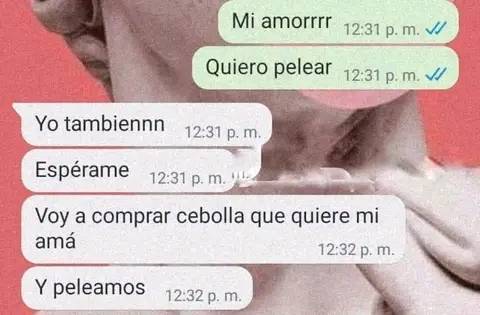 Mi amorrrr 12:31 p. m.
Quiero pelear 12:31 p. m.
Yo tambiennn 12:31 p. m.
Espérame 12:31 p. m.
Voy a comprar cebolla que quiere mi
amá 12:32 p. m.
Y peleamos 12:32 p. m.